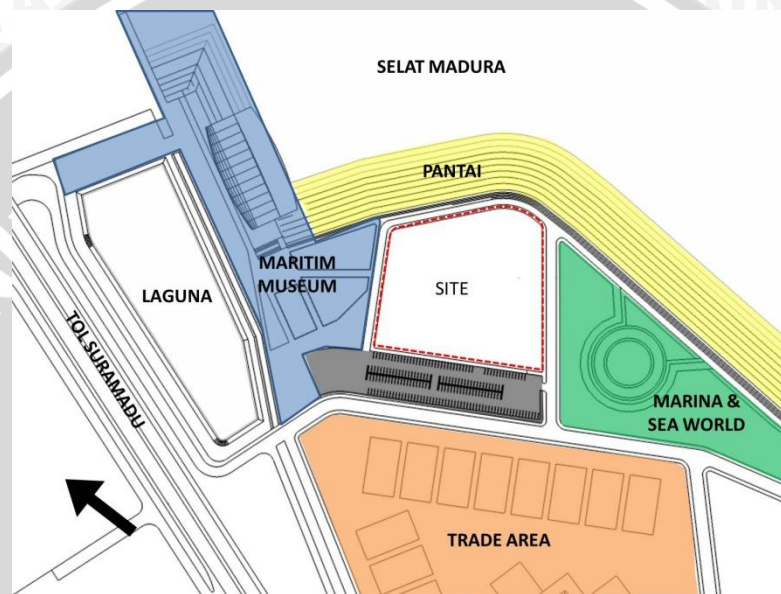 SELAT MADURA
PANTAI
MARITIM
MUSEUM
SITE
LAGUNA
TOL SURAMADU
MARINA &
SEA WORLD
TRADE AREA